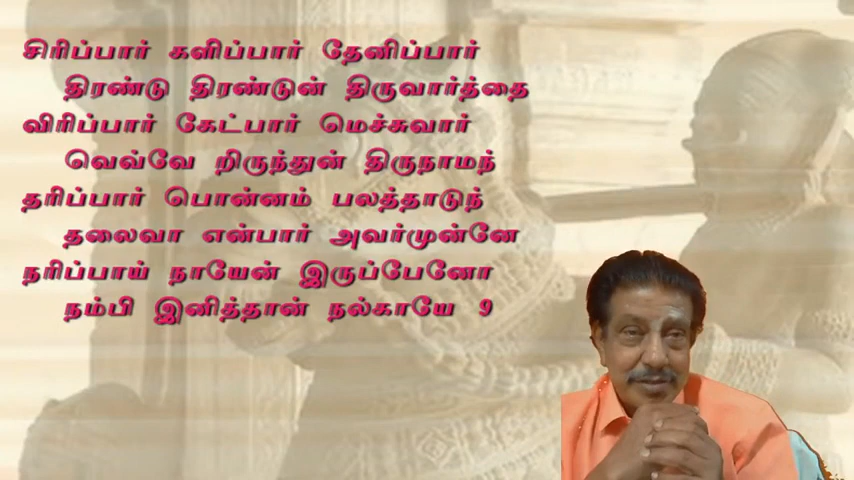 சிரிப்பார் களிப்பார் தேனிப்பார்
திரண்டு திரண்டுன் திருவார்த்தை
விரிப்பார் கேட்பார் மெச்சுவார்
வெவ்வே றிருந்துன் திருநாமந்
தரிப்பார் பொன்னம் பலத்தாடுந்
தலைவா என்பார் அவர்முன்னே
நரிப்பாய் நாயேன் இருப்பேனோ
நம்பி இனித்தான் நல்காயே 9